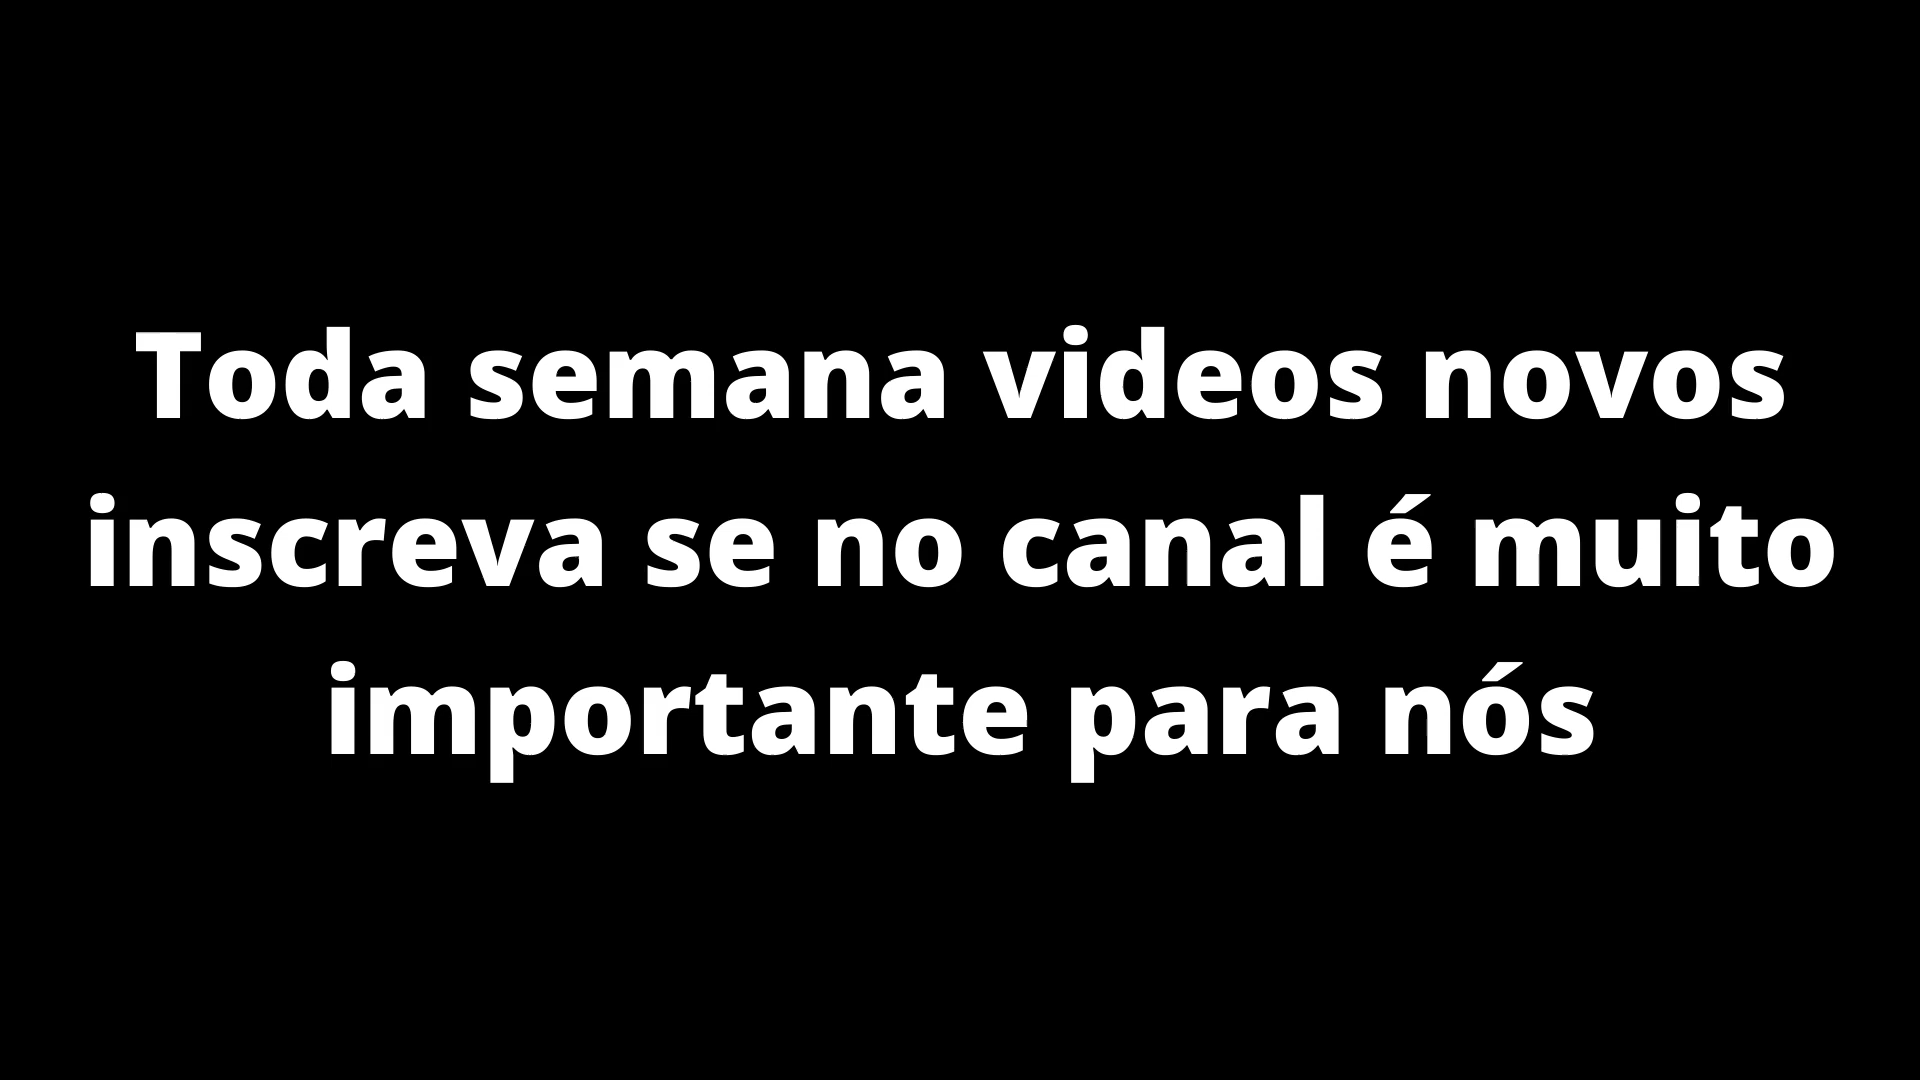 Toda semana videos novos
inscreva se no canal é muito
importante para nós